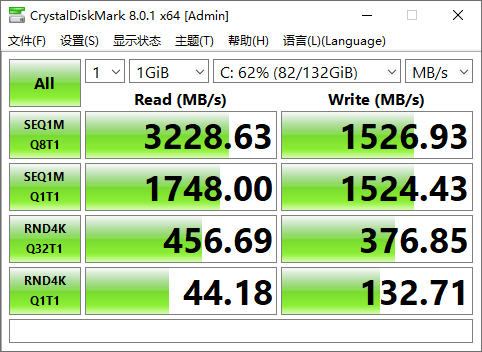 CrystalDiskMark 8.0.1 x64 [Admin]
文件(F) 设置(S) 显示状态 主题(T) 帮助(H) 语言(L)(Language)
All 1 1GiB C: 62% (82/132GiB) MB/s
Read (MB/s) Write (MB/s)
SEQ1M
Q8T1
3228.63 1526.93
SEQ1M
Q1T1
1748.00 1524.43
RND4K
Q32T1
456.69 376.85
RND4K
Q1T1
44.18 132.71